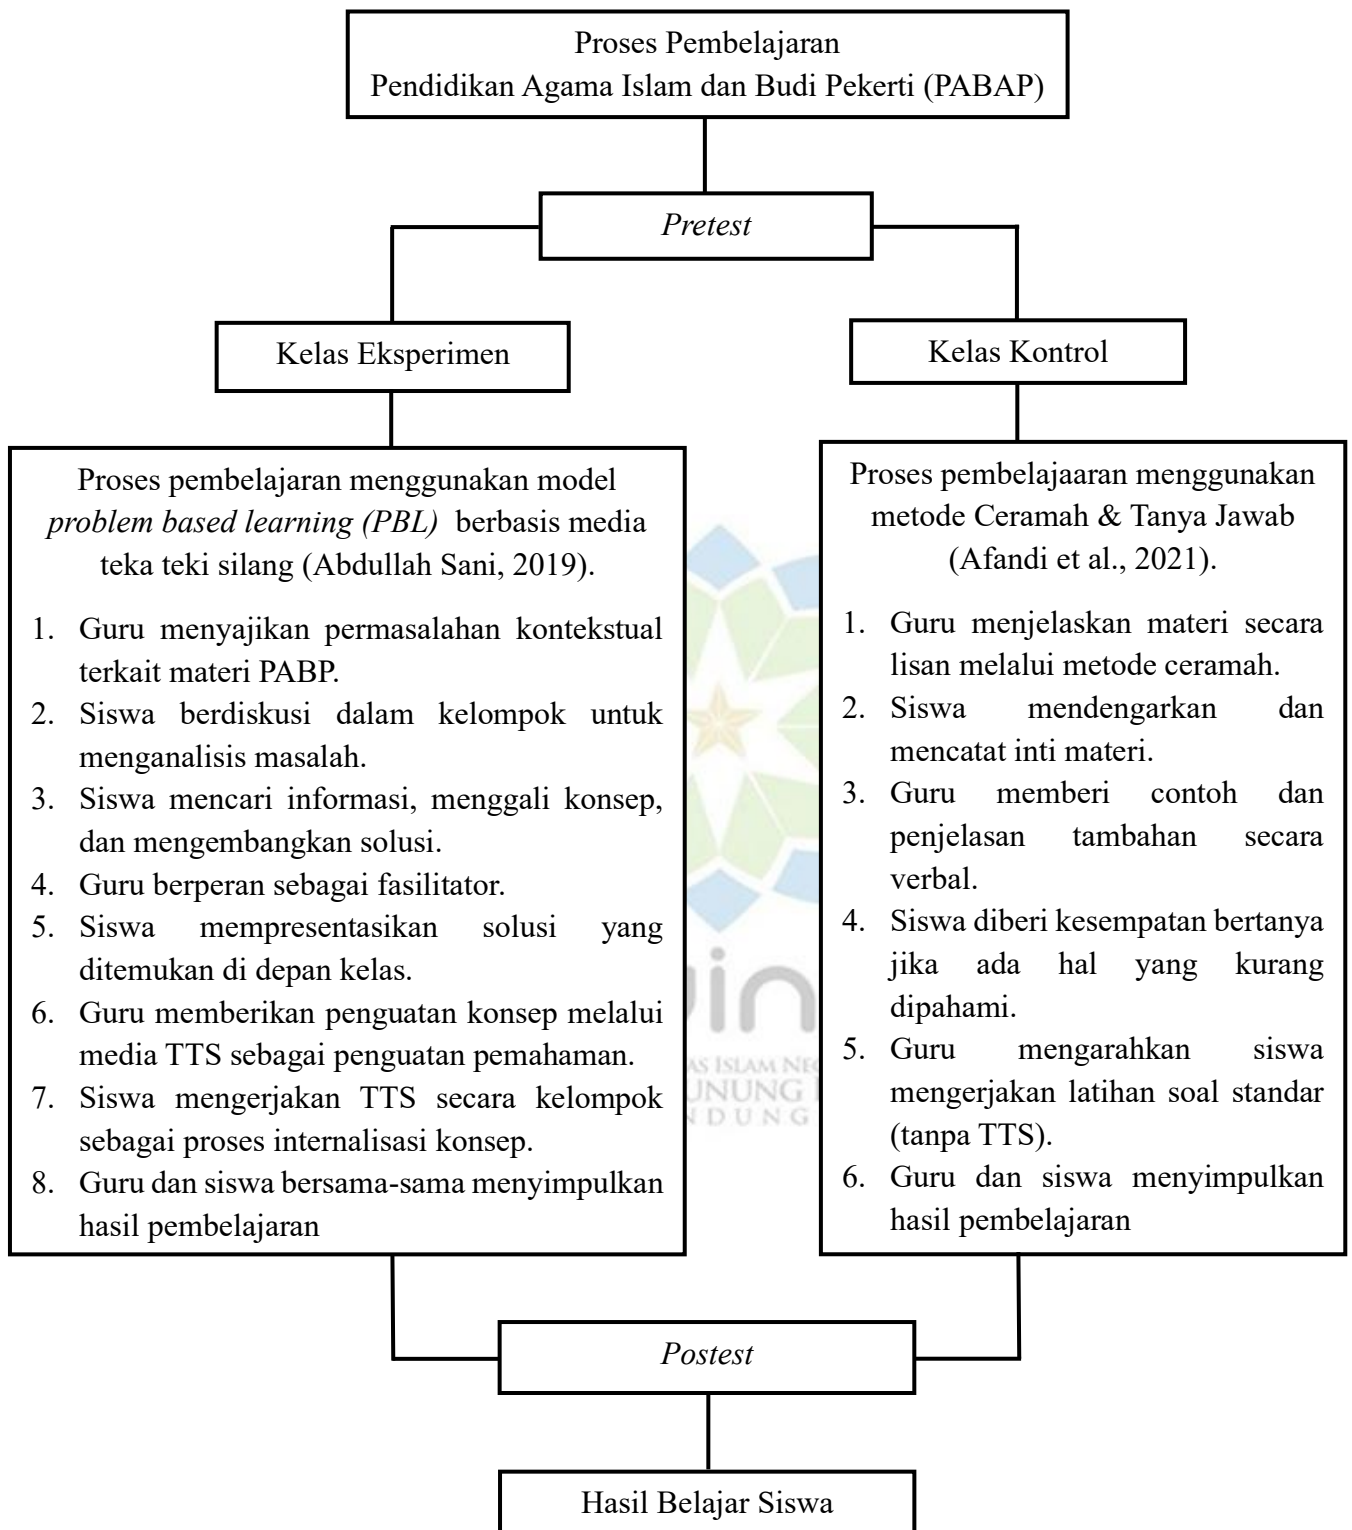 Proses Pembelajaran
Pendidikan Agama Islam dan Budi Pekerti (PABAP)
Pretest
Kelas Eksperimen
Kelas Kontrol
Proses pembelajaran menggunakan model
problem based learning (PBL) berbasis media
teka teki silang (Abdullah Sani, 2019).
1. Guru menyajikan permasalahan kontekstual
terkait materi PABP.
2. Siswa berdiskusi dalam kelompok untuk
menganalisis masalah.
3. Siswa mencari informasi, menggali konsep,
dan mengembangkan solusi.
4. Guru berperan sebagai fasilitator.
5. Siswa mempresentasikan solusi yang
ditemukan di depan kelas.
6. Guru memberikan penguatan konsep melalui
media TTS sebagai penguatan pemahaman.
7. Siswa mengerjakan TTS secara kelompok
sebagai proses internalisasi konsep.
8. Guru dan siswa bersama-sama menyimpulkan
hasil pembelajaran
Proses pembelajaaran menggunakan
metode Ceramah & Tanya Jawab
(Afandi et al., 2021).
1. Guru menjelaskan materi secara
lisan melalui metode ceramah.
2. Siswa mendengarkan dan
mencatat inti materi.
3. Guru memberi contoh dan
penjelasan tambahan secara
verbal.
4. Siswa diberi kesempatan bertanya
jika ada hal yang kurang
dipahami.
5. Guru mengarahkan siswa
mengerjakan latihan soal standar
(tanpa TTS).
6. Guru dan siswa menyimpulkan
hasil pembelajaran
ISLAM
Postest
Hasil Belajar Siswa